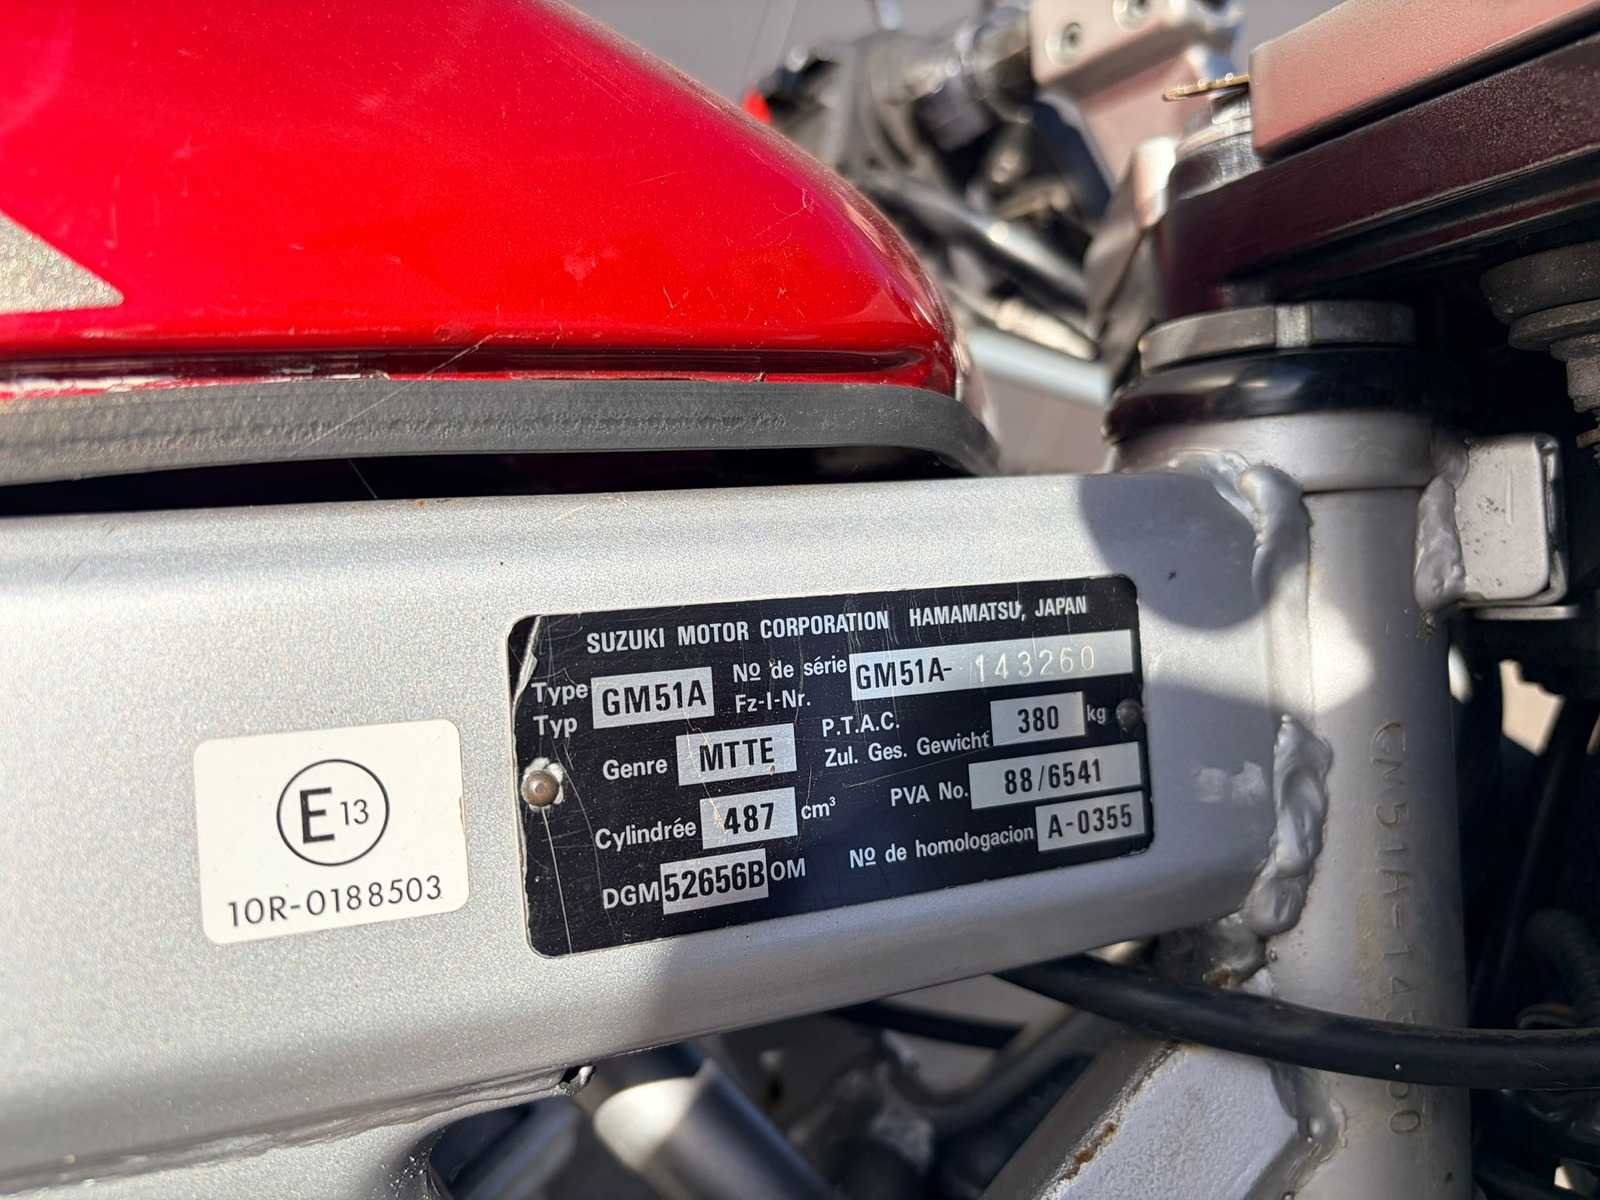 SUZUKI MOTOR CORPORATION HAMAMATSU, JAPAN
Type GM51A Nº de série GM51A-143260
Typ Fz-I-Nr.
Genre MTTE P.T.A.C. 380 kg
Zul. Ges. Gewicht
Cylindrée 487 cm³ PVA No. 88/6541
DGM 52656B OM Nº de homologacion A-0355
E 13
10R-0188503